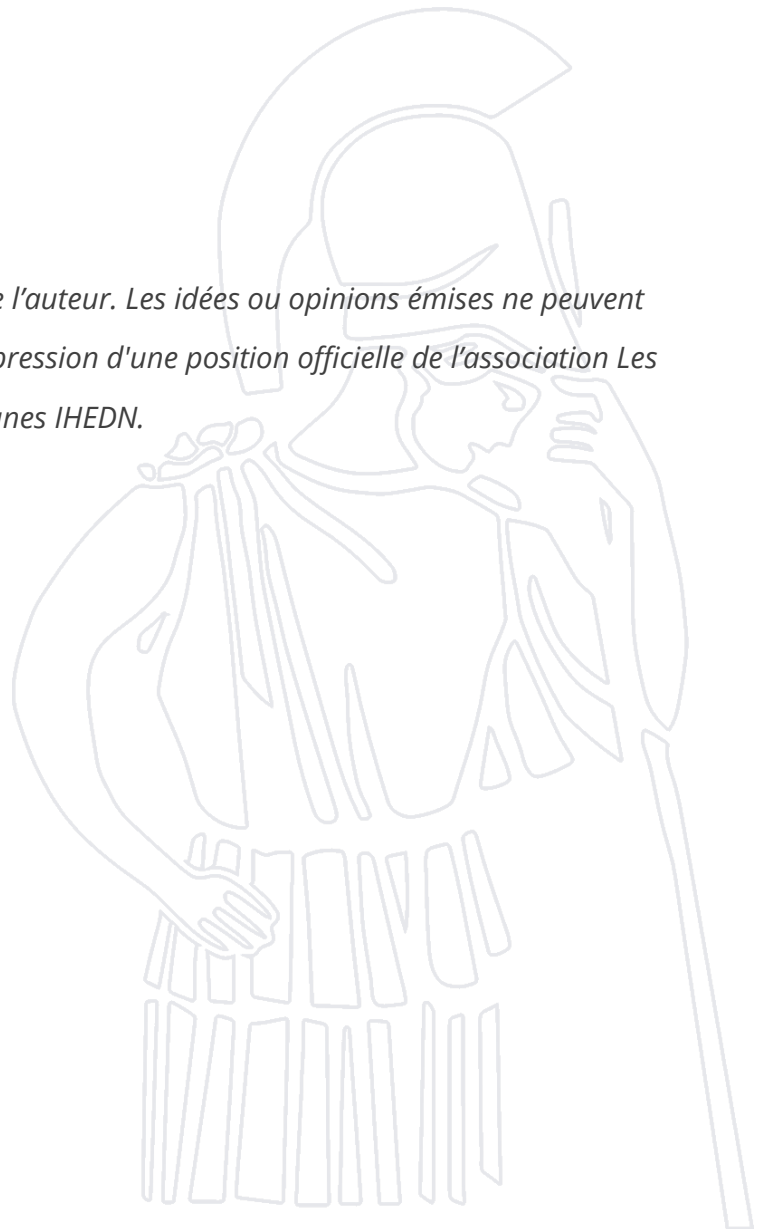 l’auteur. Les idées ou opinions émises ne peuvent
pression d'une position officielle de l’association Les
nes IHEDN.